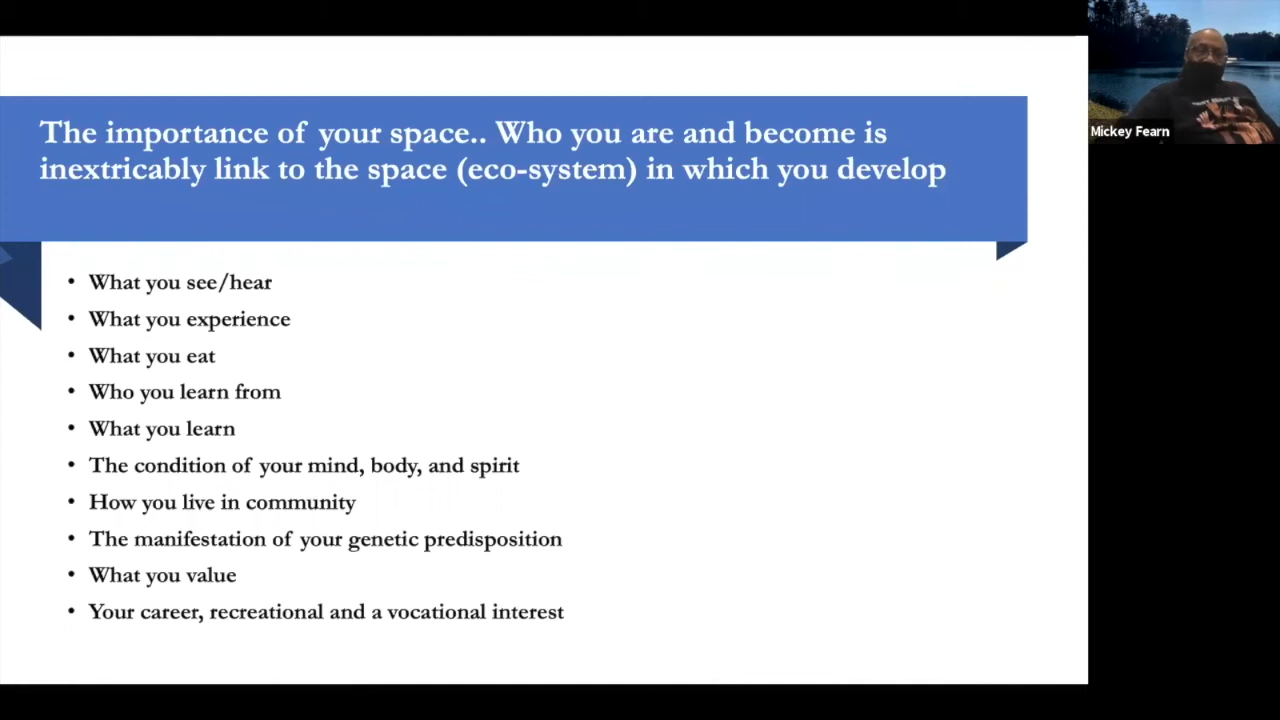 The importance of your space.. Who you are and become is
inextricably link to the space (eco-system) in which you develop
• What you see/hear
• What you experience
• What you eat
• Who you learn from
• What you learn
• The condition of your mind, body, and spirit
• How you live in community
• The manifestation of your genetic predisposition
• What you value
• Your career, recreational and a vocational interest
Mickey Fearn